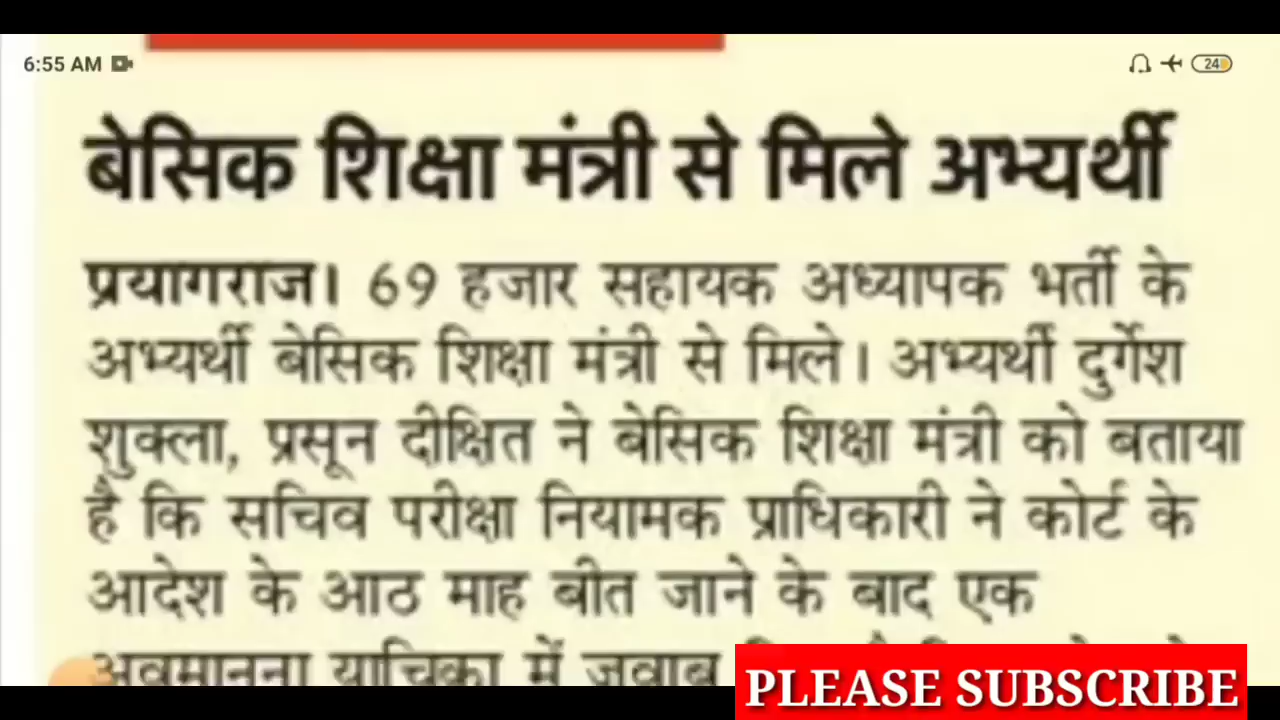 6:55 AM
24
बेसिक शिक्षा मंत्री से मिले अभ्यर्थी
प्रयागराज। 69 हजार सहायक अध्यापक भर्ती के
अभ्यर्थी बेसिक शिक्षा मंत्री से मिले। अभ्यर्थी दुर्गेश
शुक्ला, प्रसून दीक्षित ने बेसिक शिक्षा मंत्री को बताया
है कि सचिव परीक्षा नियामक प्राधिकारी ने कोर्ट के
आदेश के आठ माह बीत जाने के बाद एक
अवमानना याचिका में जवाब
PLEASE SUBSCRIBE